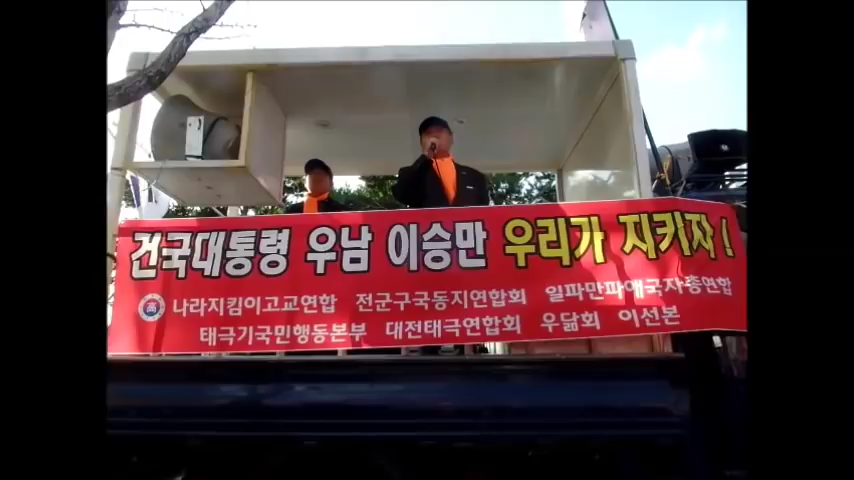 건국대통령 우남 이승만 우리가 지키자!
高 나라지킴이고교연합 전군구국동지연합회 일파만파애국자총연합
태극기국민행동본부 대전태극연합회 우담회 이선본